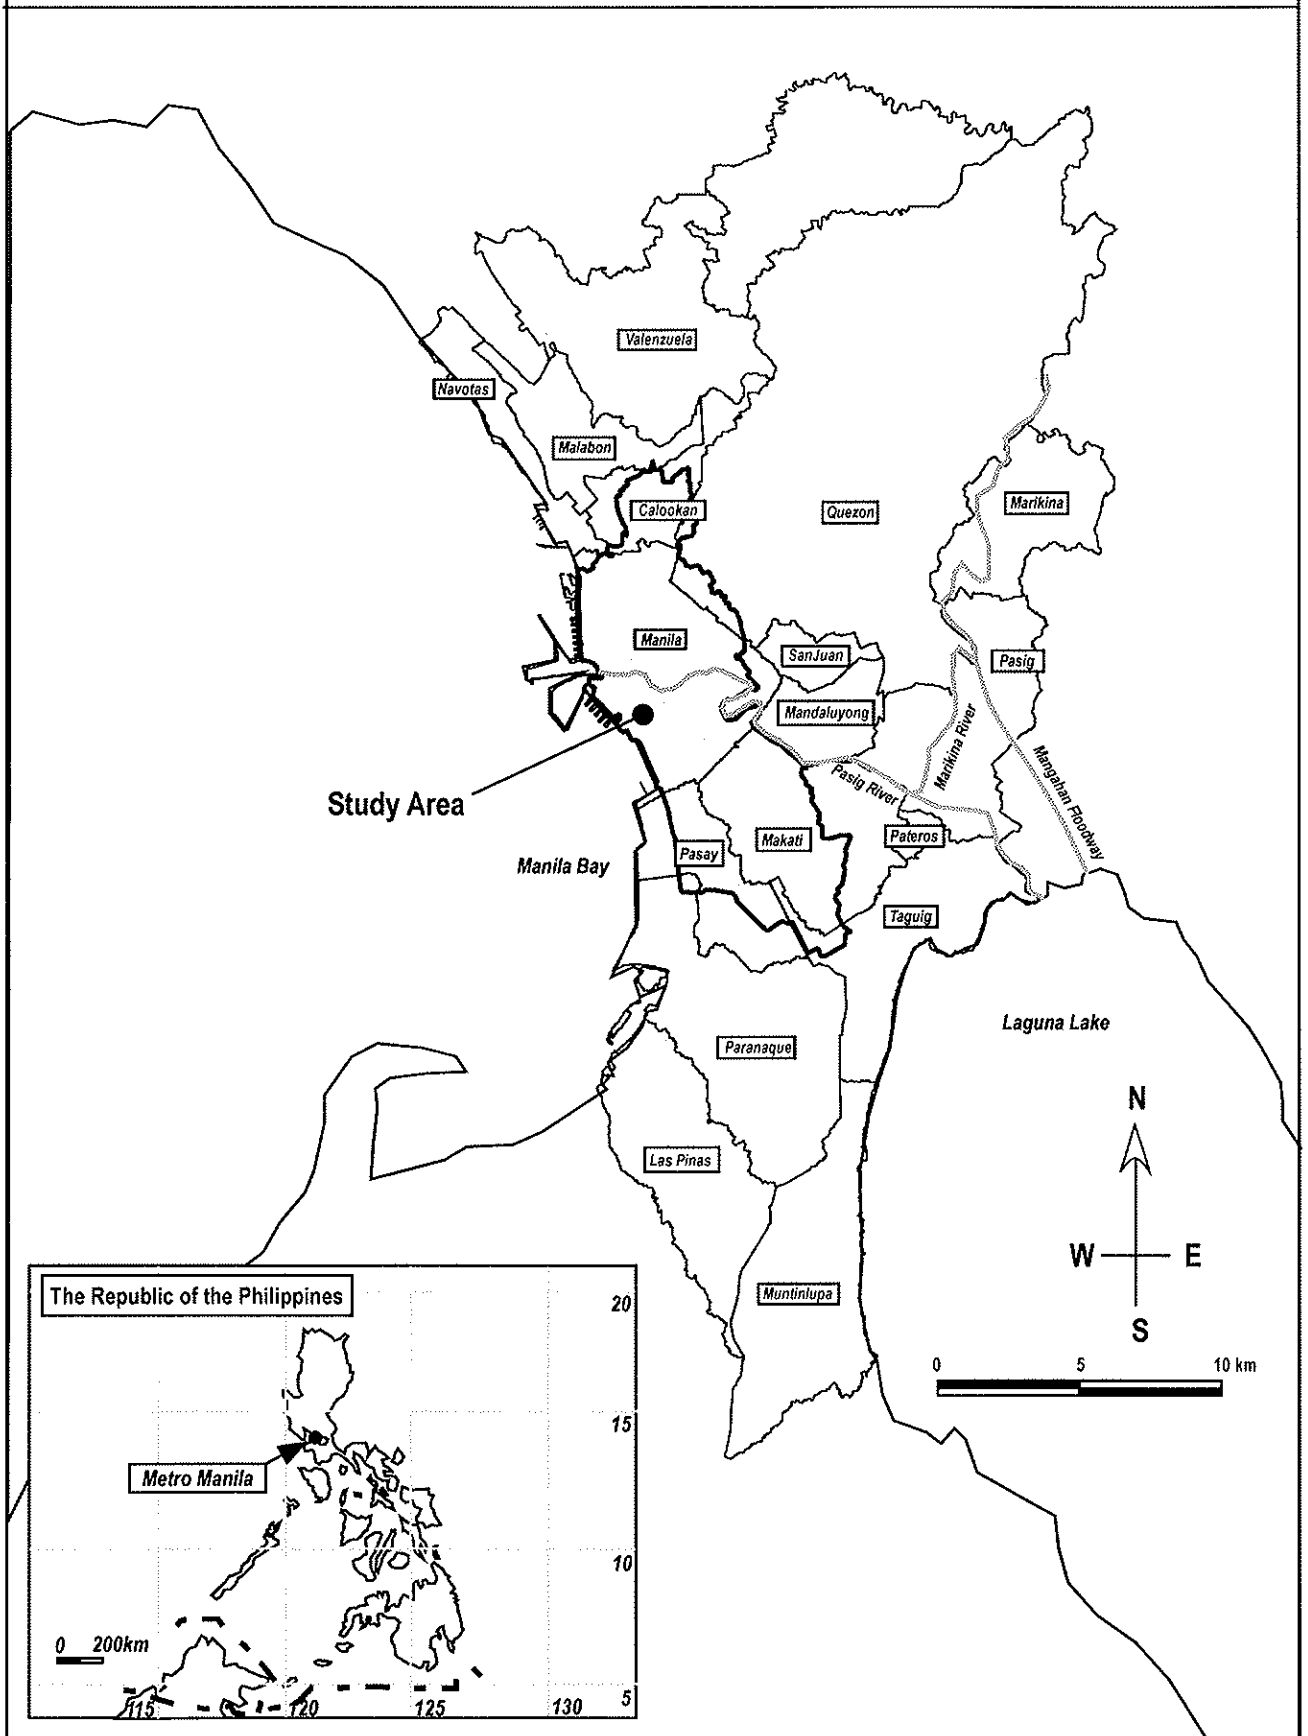 Valenzuela
Navotas
Malabon
Calookan
Quezon
Marikina
Manila
SanJuan
Pasig
Mandaluyong
Marikina River
Mangahan Floodway
Pasig River
Study Area
Pateros
Makati
Pasay
Manila Bay
Taguig
Laguna Lake
Paranaque
N
Las Pinas
W E
Muntinlupa
S
0 5 10 km
The Republic of the Philippines
20
15
Metro Manila
10
0 200km
5
115 120 125 130